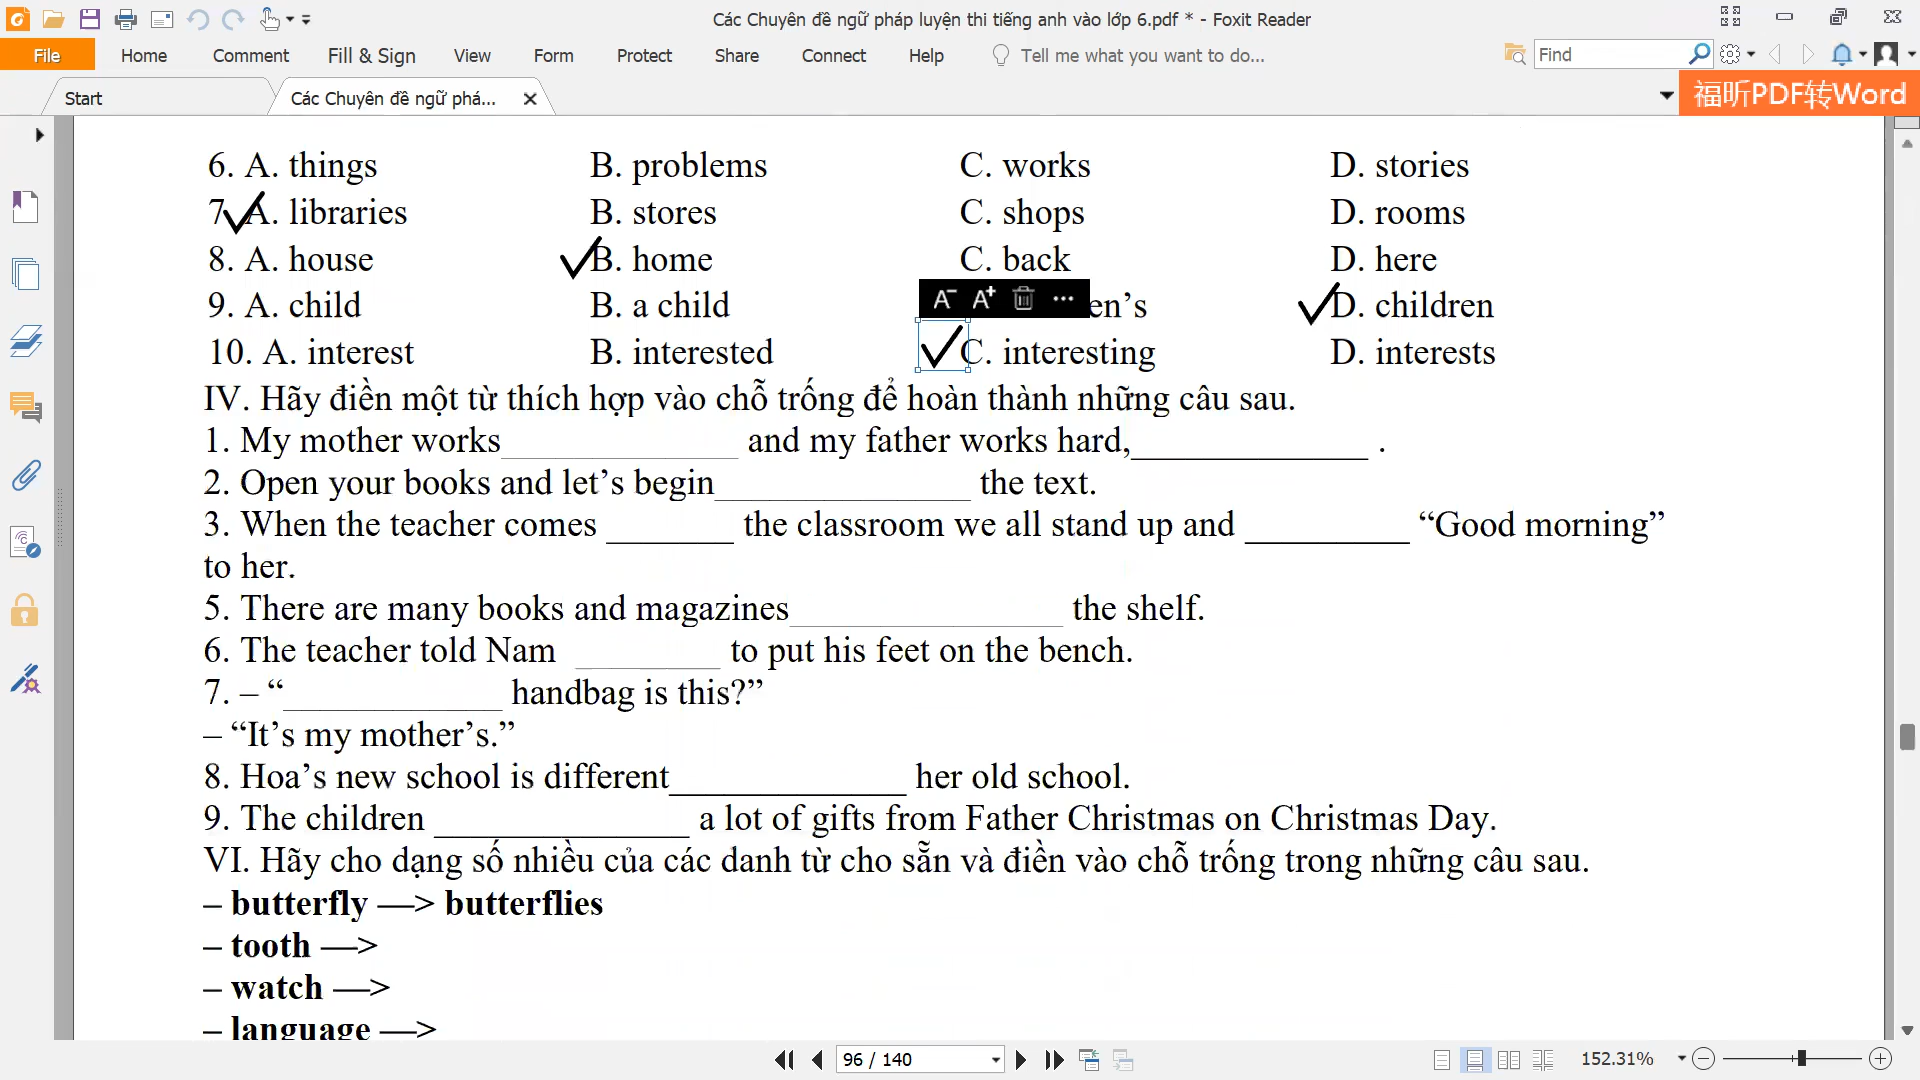 Các Chuyên đề ngữ pháp luyện thi tiếng anh vào lớp 6.pdf * - Foxit Reader
File Home Comment Fill & Sign View Form Protect Share Connect Help Tell me what you want to do... Find
Start Các Chuyên đề ngữ phá... 福昕PDF转Word
6. A. things B. problems C. works D. stories
7 A. libraries B. stores C. shops D. rooms
8. A. house B. home C. back D. here
9. A. child B. a child en’s D. children
10. A. interest B. interested C. interesting D. interests
IV. Hãy điền một từ thích hợp vào chỗ trống để hoàn thành những câu sau.
1. My mother works_____________ and my father works hard,_____________ .
2. Open your books and let’s begin______________ the text.
3. When the teacher comes _______ the classroom we all stand up and _________ “Good morning”
to her.
5. There are many books and magazines_______________ the shelf.
6. The teacher told Nam ________ to put his feet on the bench.
7. – “____________ handbag is this?”
– “It’s my mother’s.”
8. Hoa’s new school is different_____________ her old school.
9. The children ______________ a lot of gifts from Father Christmas on Christmas Day.
VI. Hãy cho dạng số nhiều của các danh từ cho sẵn và điền vào chỗ trống trong những câu sau.
– butterfly —> butterflies
– tooth —>
– watch —>
– language —>
96 / 140 152.31%